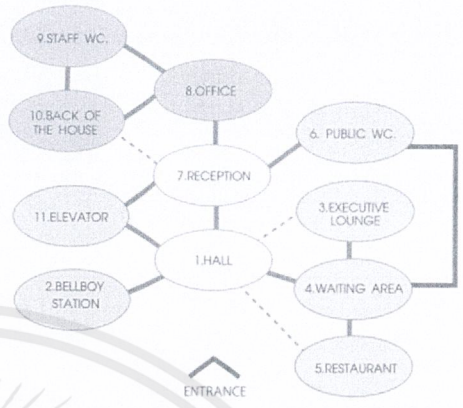 9.STAFF WC.
8.OFFICE
10.BACK OF
THE HOUSE
6. PUBLIC WC.
7.RECEPTION
3.EXECUTIVE
LOUNGE
11.ELEVATOR
1.HALL
2.BELLBOY
STATION
4.WAITING AREA
5.RESTAURANT
ENTRANCE